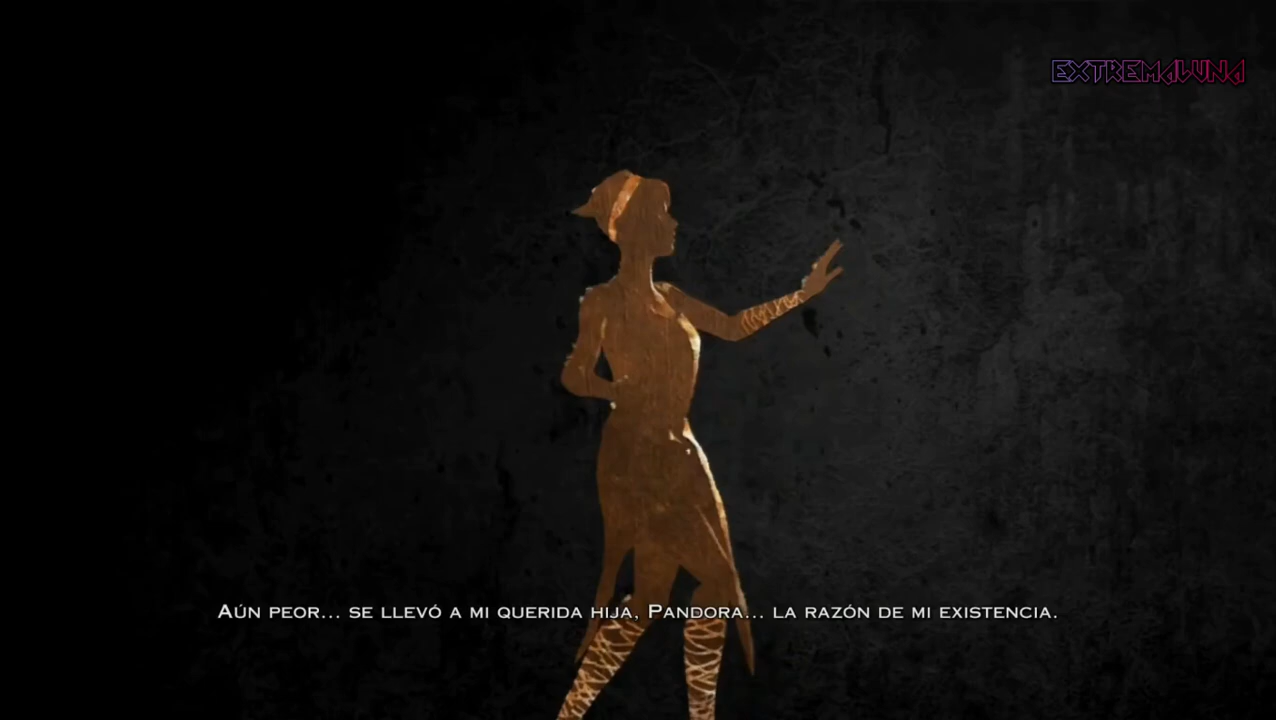 EXTREMALUNA
Aún peor... se llevó a mi querida hija, Pandora... la razón de mi existencia.